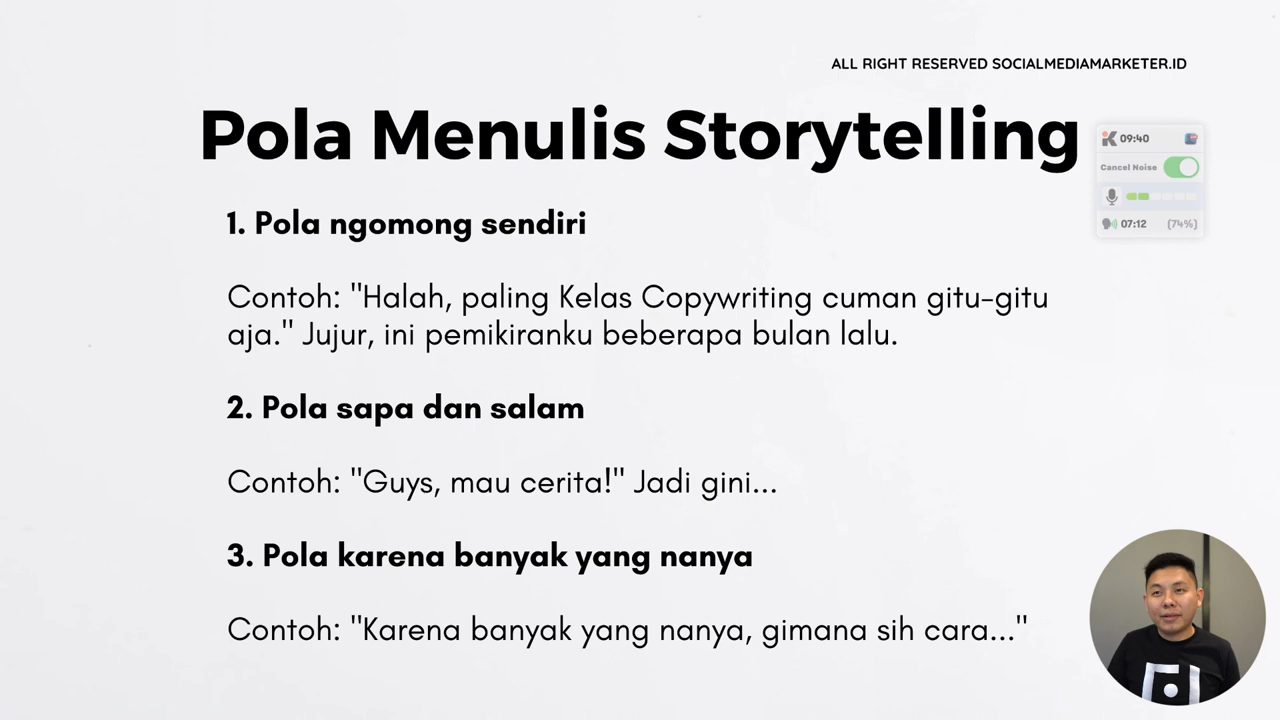 ALL RIGHT RESERVED SOCIALMEDIAMARKETER.ID
Pola Menulis Storytelling
09:40
Cancel Noise
07:12 (74%)
1. Pola ngomong sendiri
Contoh: "Halah, paling Kelas Copywriting cuman gitu-gitu
aja." Jujur, ini pemikiranku beberapa bulan lalu.
2. Pola sapa dan salam
Contoh: "Guys, mau cerita!" Jadi gini...
3. Pola karena banyak yang nanya
Contoh: "Karena banyak yang nanya, gimana sih cara..."